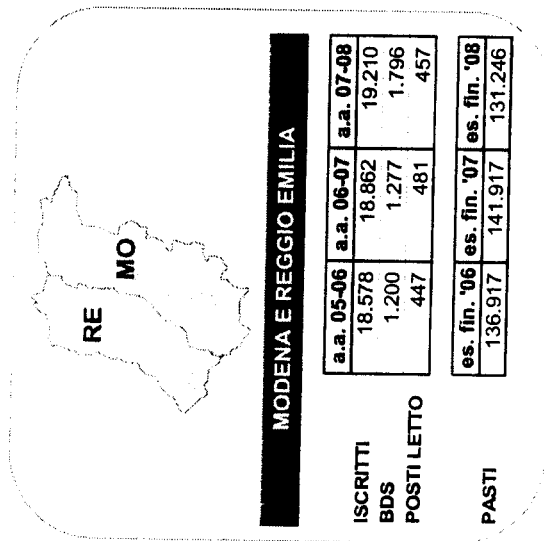 RE
MO
MODENA E REGGIO EMILIA
a.a. 05-06 a.a. 06-07 a.a. 07-08
ISCRITTI 18.578 18.862 19.210
BDS 1.200 1.277 1.796
POSTI LETTO 447 481 457
es. fin. '06 es. fin. '07 es. fin. '08
PASTI 136.917 141.917 131.246